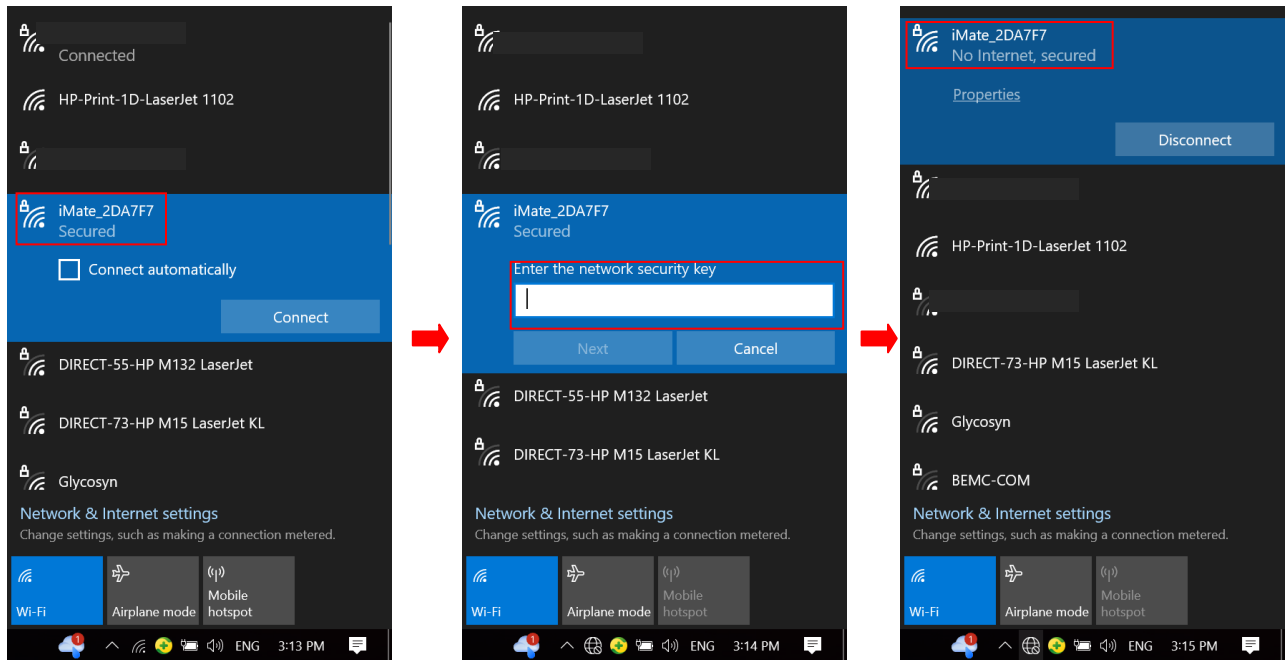 Connected
HP-Print-1D-LaserJet 1102
iMate_2DA7F7
Secured
Connect automatically
Connect
DIRECT-55-HP M132 LaserJet
DIRECT-73-HP M15 LaserJet KL
Glycosyn
Network & Internet settings
Change settings, such as making a connection metered.
Wi-Fi
Airplane mode
Mobile
hotspot
1
ENG
3:13 PM
HP-Print-1D-LaserJet 1102
iMate_2DA7F7
Secured
Enter the network security key
Next
Cancel
DIRECT-55-HP M132 LaserJet
DIRECT-73-HP M15 LaserJet KL
Network & Internet settings
Change settings, such as making a connection metered.
Wi-Fi
Airplane mode
Mobile
hotspot
1
ENG
3:14 PM
iMate_2DA7F7
No Internet, secured
Properties
Disconnect
HP-Print-1D-LaserJet 1102
DIRECT-73-HP M15 LaserJet KL
Glycosyn
BEMC-COM
Network & Internet settings
Change settings, such as making a connection metered.
Wi-Fi
Airplane mode
Mobile
hotspot
1
ENG
3:15 PM